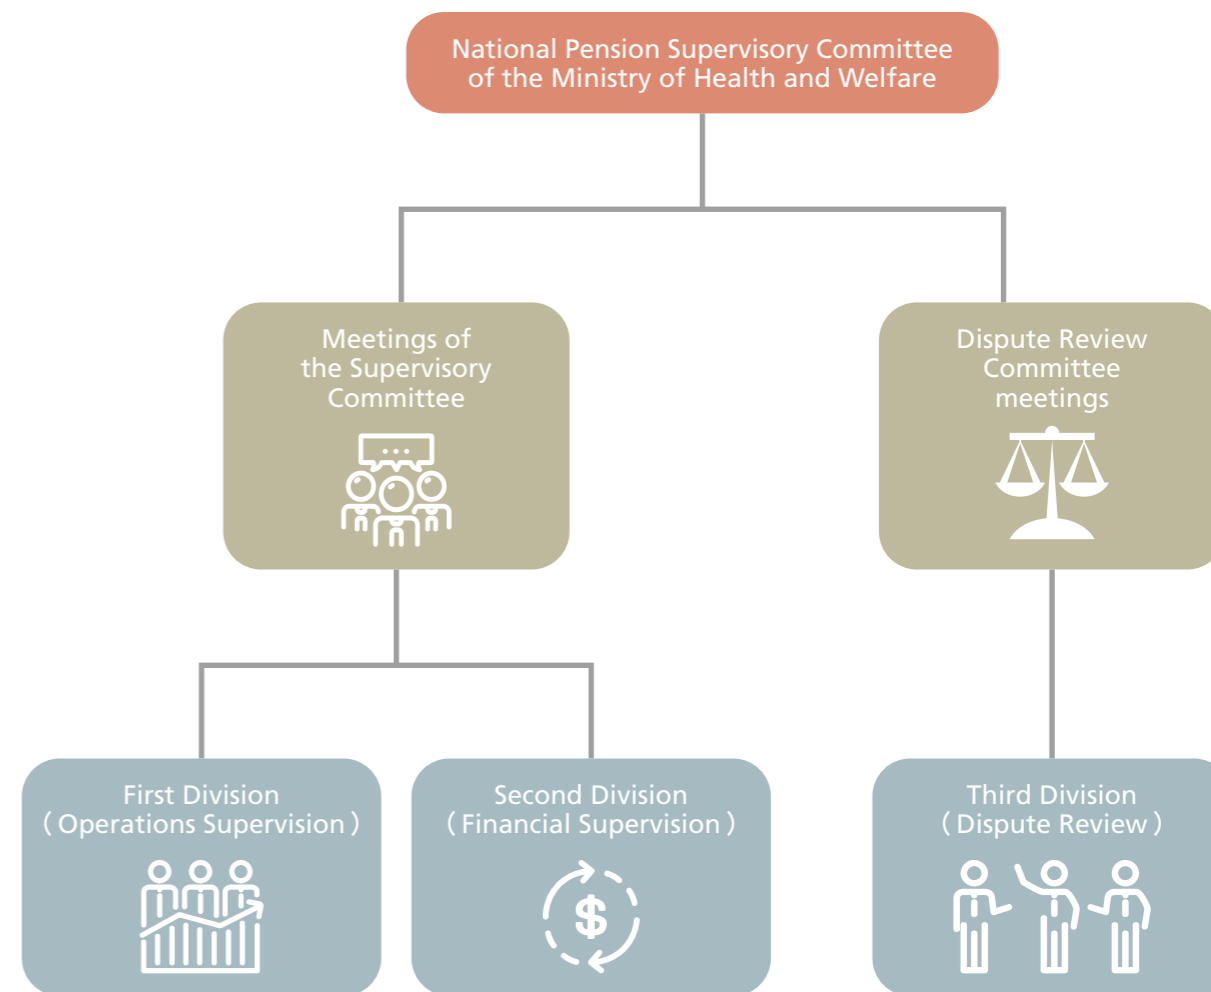 National Pension Supervisory Committee
of the Ministry of Health and Welfare
Meetings of
the Supervisory
Committee
Dispute Review
Committee
meetings
First Division
（Operations Supervision）
Second Division
（Financial Supervision）
$
Third Division
（Dispute Review）